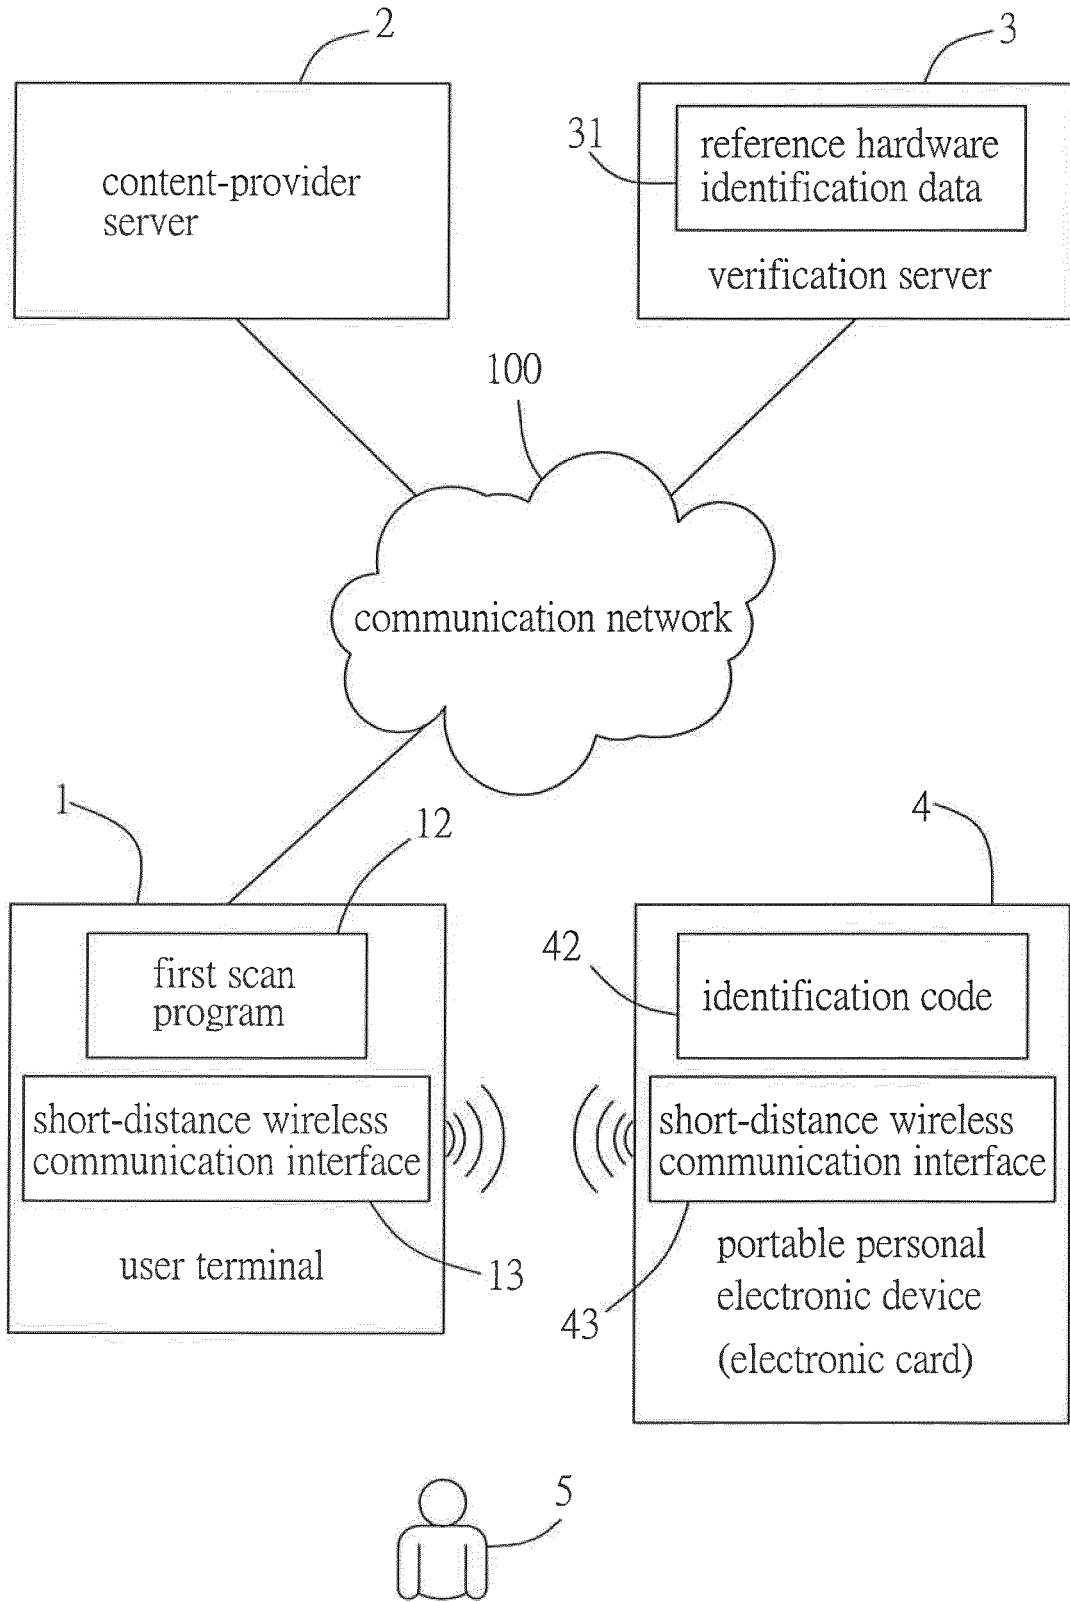 2
3
content-provider
server
31
reference hardware
identification data
verification server
100
communication network
1
12
4
first scan
program
42
identification code
short-distance wireless
communication interface
short-distance wireless
communication interface
user terminal
13
43
portable personal
electronic device
(electronic card)
5